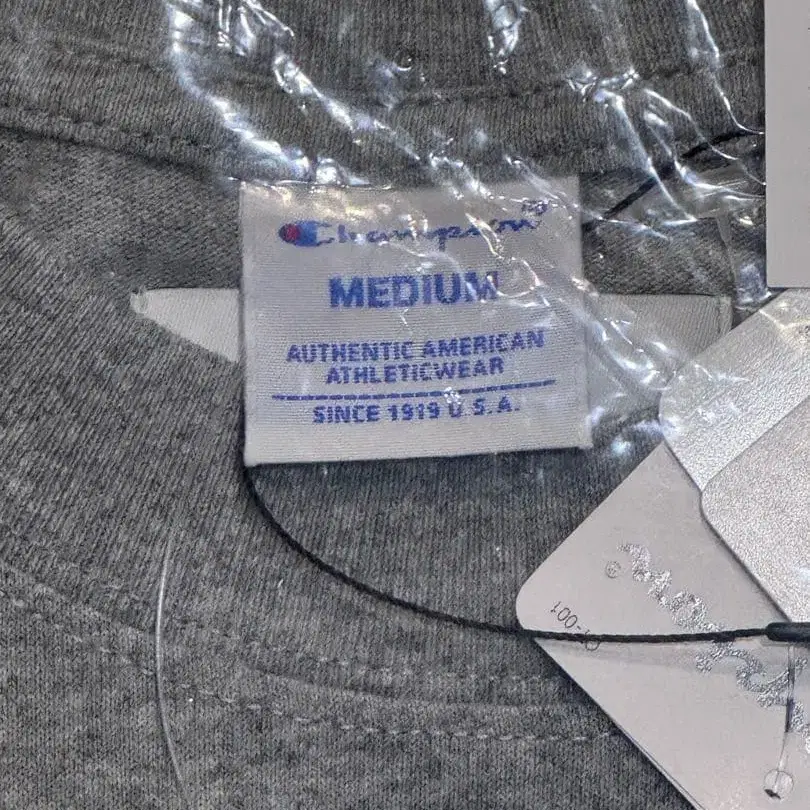 Champion
MEDIUM
AUTHENTIC AMERICAN
ATHLETICWEAR
SINCE 1919 U.S.A.